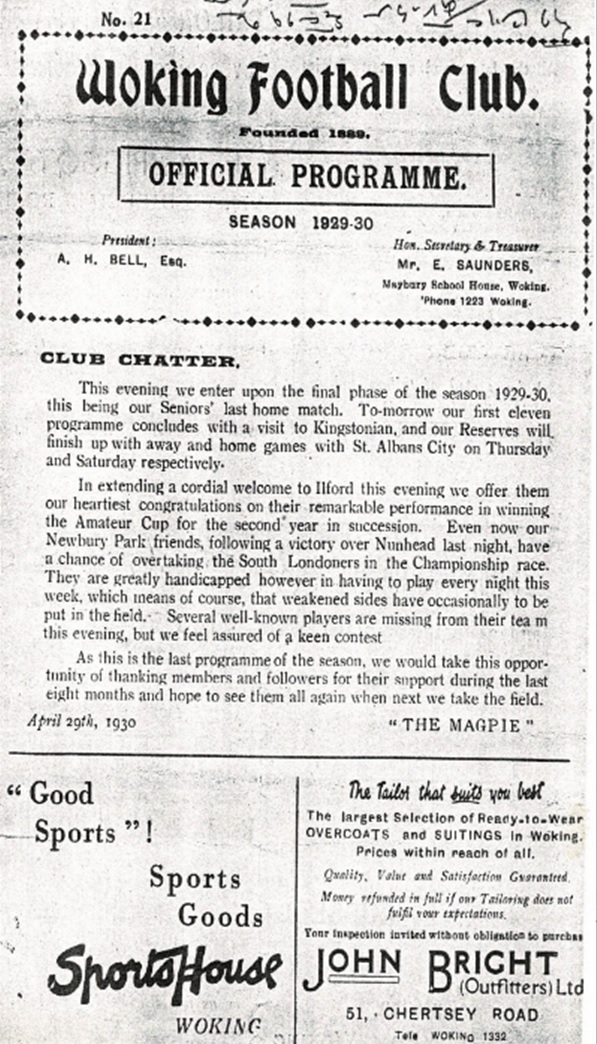 No. 21
Woking Football Club.
Founded 1889.
OFFICIAL PROGRAMME.
SEASON 1929-30
President:
A. H. BELL, Esq.
Hon. Secretary & Treasurer
Mr. E. SAUNDERS,
Maybury School House, Woking.
'Phone 1223 Woking.
CLUB CHATTER.
This evening we enter upon the final phase of the season 1929-30,
this being our Seniors' last home match. To-morrow our first eleven
programme concludes with a visit to Kingstonian, and our Reserves will
finish up with away and home games with St. Albans City on Thursday
and Saturday respectively.
In extending a cordial welcome to Ilford this evening we offer them
our heartiest congratulations on their remarkable performance in winning
the Amateur Cup for the second year in succession. Even now our
Newbury Park friends, following a victory over Nunhead last night, have
a chance of overtaking the South Londoners in the Championship race.
They are greatly handicapped however in having to play every night this
week, which means of course, that weakened sides have occasionally to be
put in the field. Several well-known players are missing from their tea m
this evening, but we feel assured of a keen contest
As this is the last programme of the season, we would take this oppor-
tunity of thanking members and followers for their support during the last
eight months and hope to see them all again when next we take the field.
April 29th, 1930
"THE MAGPIE"
"Good
Sports"!
Sports
Goods
SportsHouse
WOKING
The Tailor that suits you best
The largest Selection of Ready-to-Wear
OVERCOATS and SUITINGS in Woking.
Prices within reach of all.
Quality, Value and Satisfaction Guaranteed.
Money refunded in full if our Tailoring does not
fulfil your expectations.
Your inspection invited without obligation to purchas
JOHN BRIGHT
(Outfitters) Ltd
51, CHERTSEY ROAD
Tele WOKING 1332